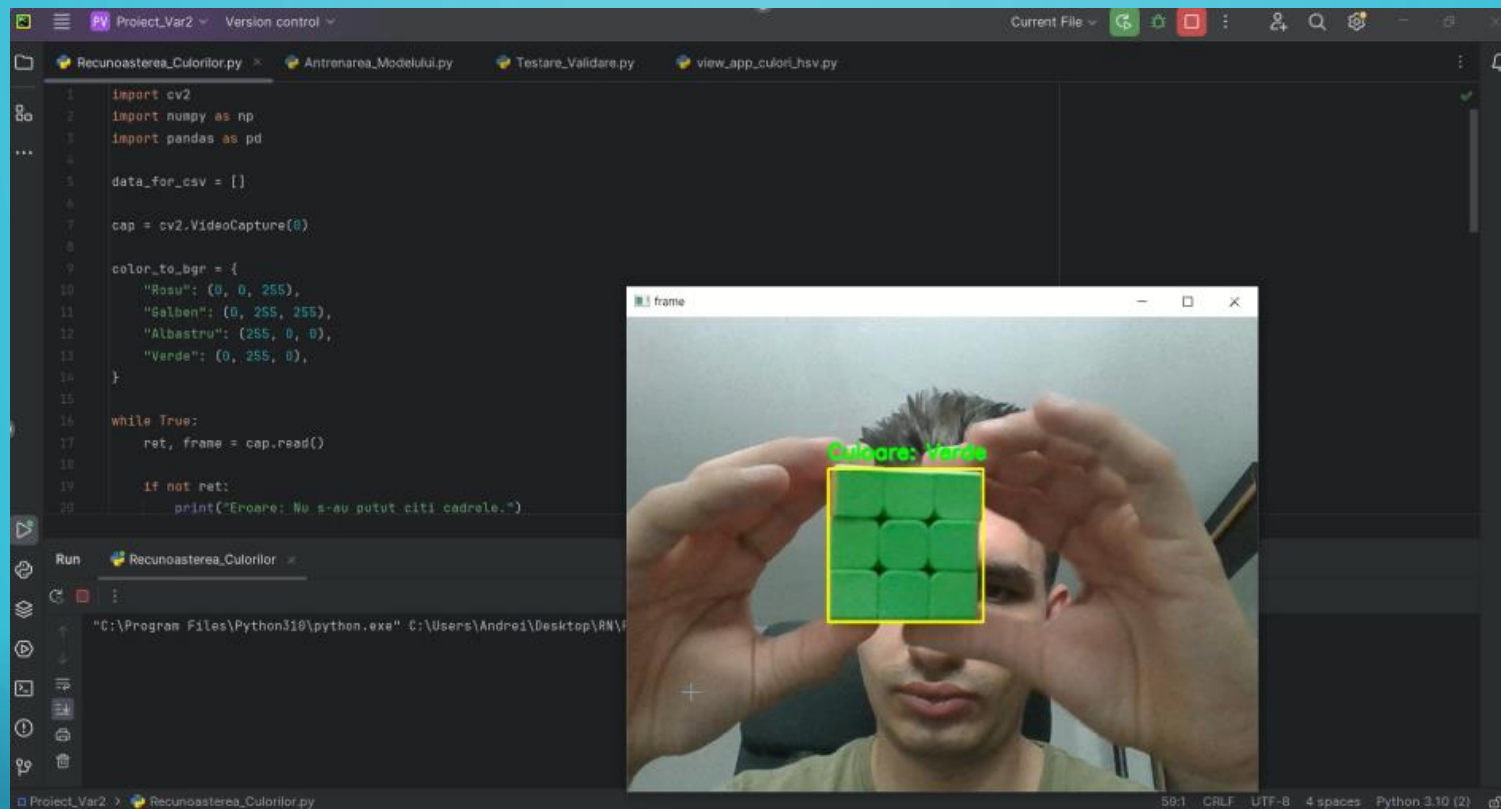 PV Proiect_Var2 Version control Current File
Recunoasterea_Culorilor.py Antrenarea_Modelului.py Testare_Validare.py view_app_culori_hsv.py
1 import cv2
2 import numpy as np
3 import pandas as pd
4
5 data_for_csv = []
6
7 cap = cv2.VideoCapture(0)
8
9 color_to_bgr = {
10 "Rosu": (0, 0, 255),
11 "Galben": (0, 255, 255),
12 "Albastru": (255, 0, 0),
13 "Verde": (0, 255, 0),
14 }
15
16 while True:
17 ret, frame = cap.read()
18
19 if not ret:
20 print("Eroare: Nu s-au putut citi cadrele.")
frame
Culoare: Verde
Run Recunoasterea_Culorilor
"C:\Program Files\Python310\python.exe" C:\Users\Andrei\Desktop\RN\
Proiect_Var2 > Recunoasterea_Culorilor.py 59:1 CRLF UTF-8 4 spaces Python 3.10 (2)